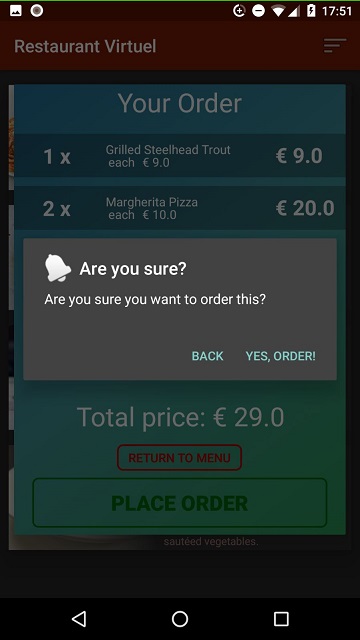 17:51
Restaurant Virtuel
Your Order
1 x
Grilled Steelhead Trout
each € 9.0
€ 9.0
2 x
Margherita Pizza
each € 10.0
€ 20.0
Are you sure?
Are you sure you want to order this?
BACK YES, ORDER!
Total price: € 29.0
RETURN TO MENU
PLACE ORDER
sautéed vegetables.